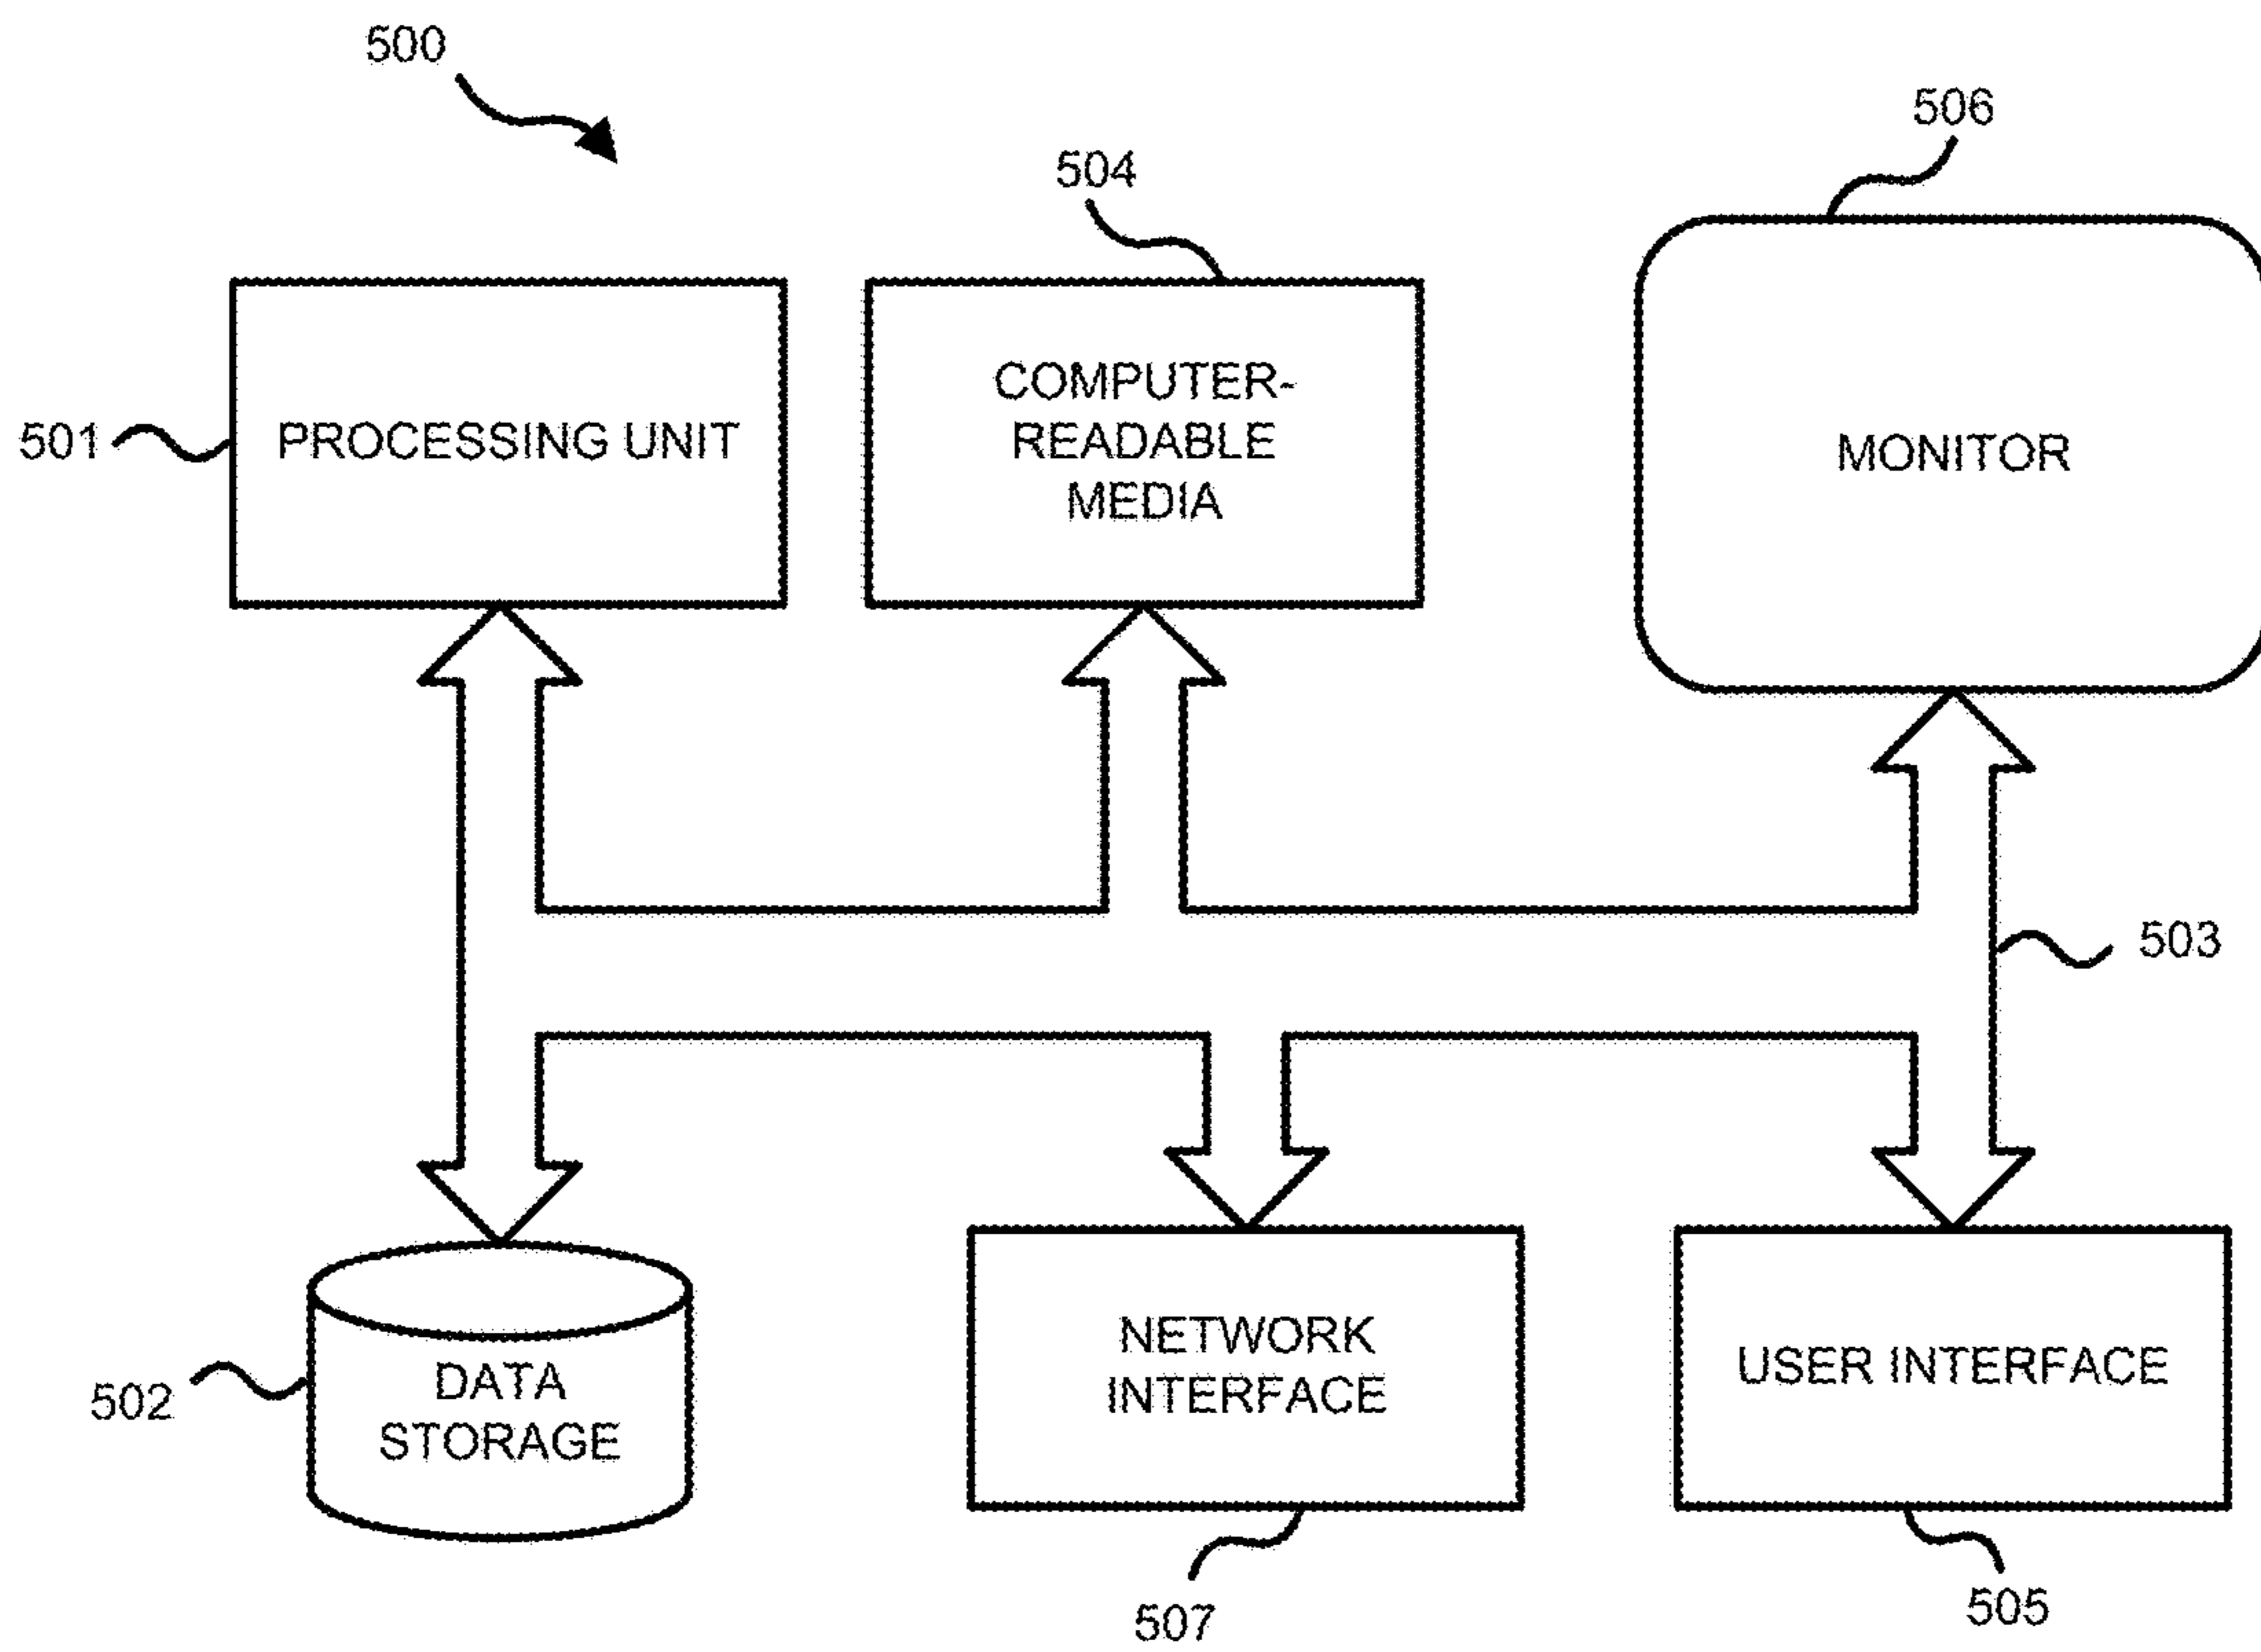 500
506
504
COMPUTER-
READABLE
MEDIA
501
PROCESSING UNIT
MONITOR
503
NETWORK
INTERFACE
USER INTERFACE
DATA
STORAGE
502
507
505